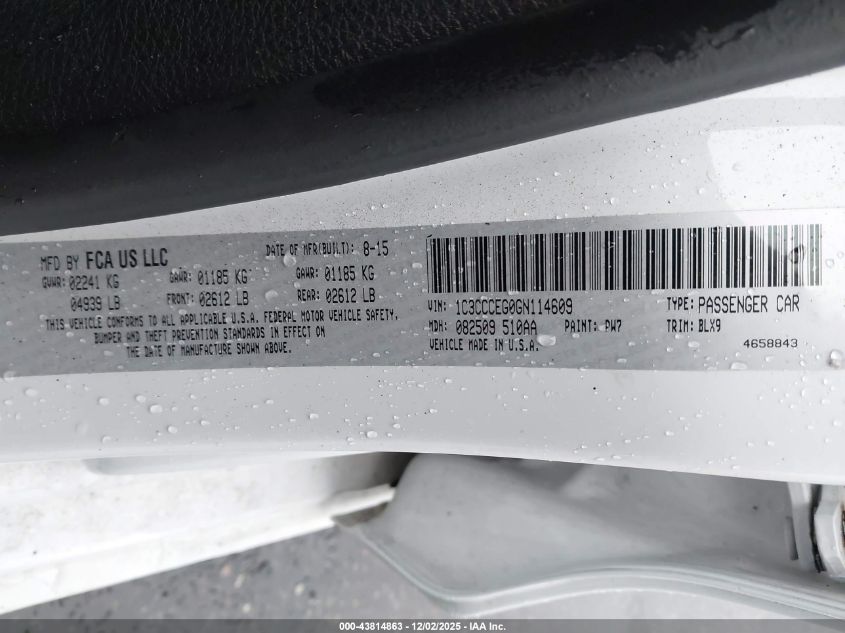 MFD BY FCA US LLC
DATE OF MFR(BUILT): 8-15
GVWR: 02241 KG
GAWR: 01185 KG
GAWR: 01185 KG
04939 LB
FRONT: 02612 LB
REAR: 02612 LB
THIS VEHICLE CONFORMS TO ALL APPLICABLE U.S.A. FEDERAL MOTOR VEHICLE SAFETY,
BUMPER AND THEFT PREVENTION STANDARDS IN EFFECT ON
THE DATE OF MANUFACTURE SHOWN ABOVE.
VIN: 1C3CCCEG0GN114609
TYPE: PASSENGER CAR
MDH: 082509 510AA
PAINT: PW7
TRIM: BLX9
VEHICLE MADE IN U.S.A.
4658843
000-43814863 - 12/02/2025 - IAA Inc.